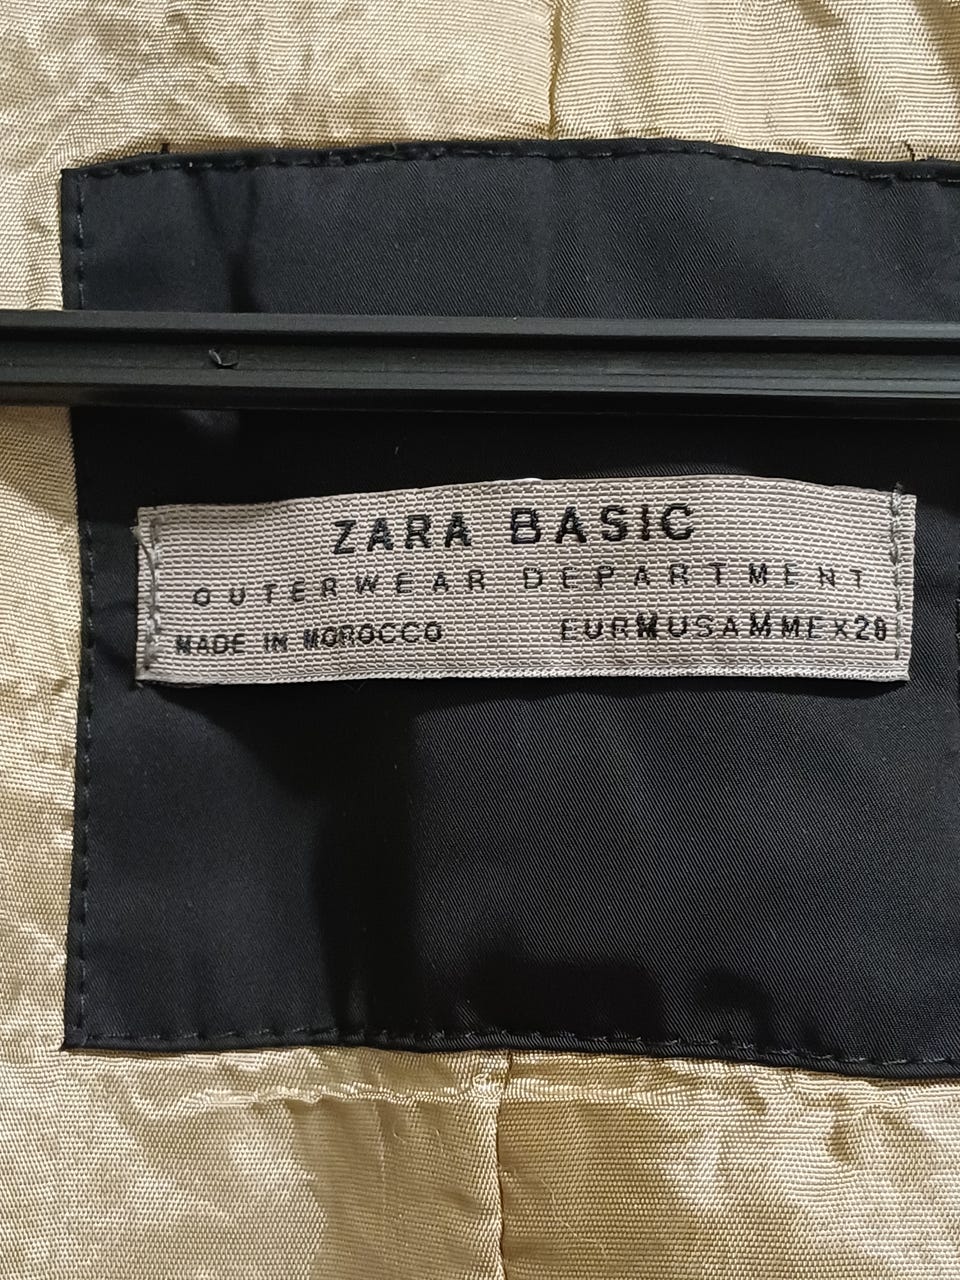 ZARA BASIC
OUTERWEAR DEPARTMENT
MADE IN MOROCCO EUR M USA M MEX 28